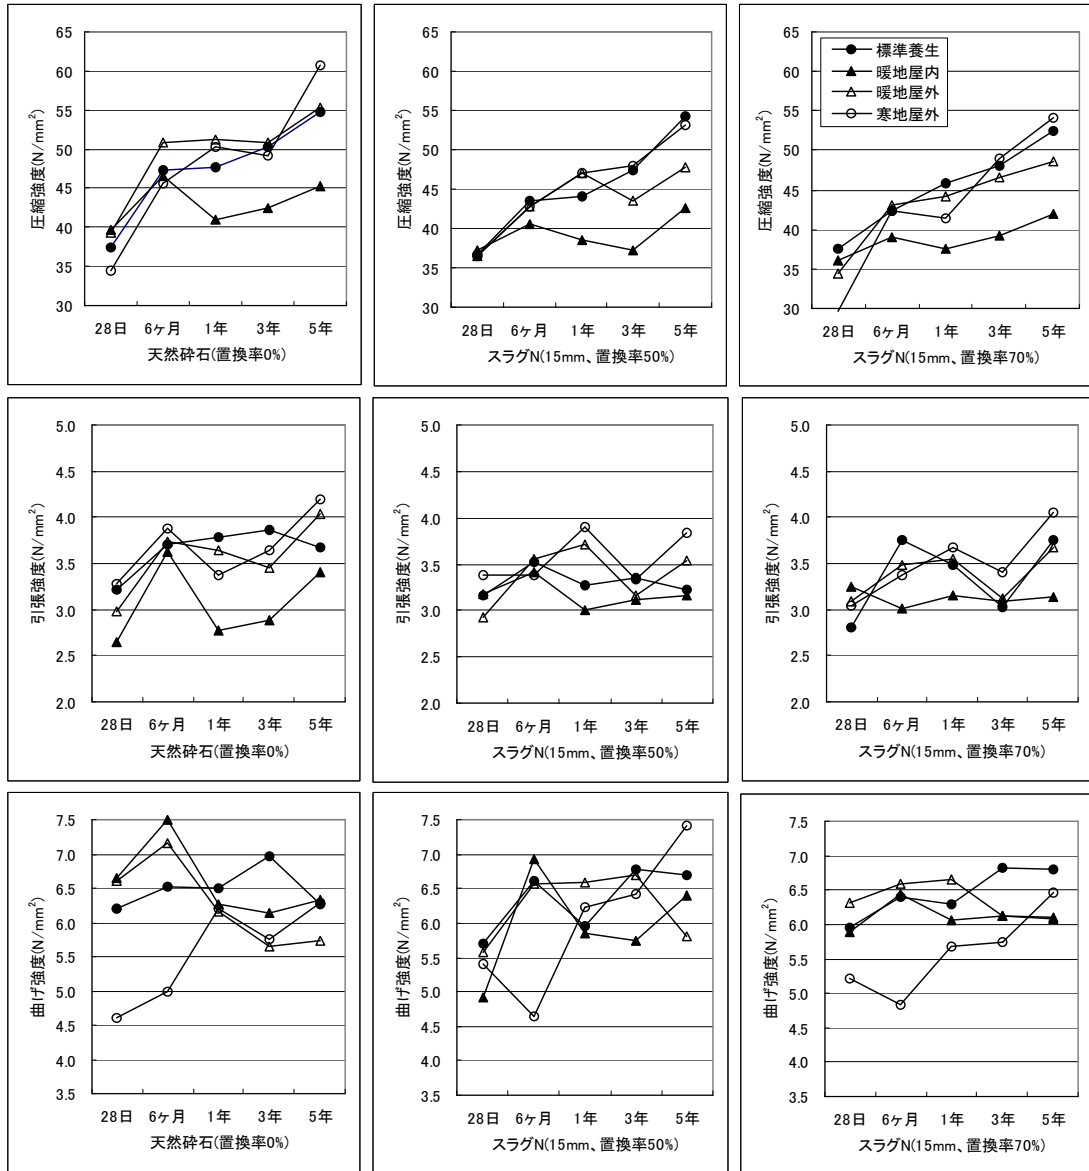 65
60
55
50
45
40
35
30
圧縮強度(N/mm²)
28日 6ヶ月 1年 3年 5年
天然砕石(置換率0%)
65
60
55
50
45
40
35
30
圧縮強度(N/mm²)
28日 6ヶ月 1年 3年 5年
スラグN(15mm、置換率50%)
65
60
55
50
45
40
35
30
圧縮強度(N/mm²)
標準養生
暖地屋内
暖地屋外
寒地屋外
28日 6ヶ月 1年 3年 5年
スラグN(15mm、置換率70%)
5.0
4.5
4.0
3.5
3.0
2.5
2.0
引張強度(N/mm²)
28日 6ヶ月 1年 3年 5年
天然砕石(置換率0%)
5.0
4.5
4.0
3.5
3.0
2.5
2.0
引張強度(N/mm²)
28日 6ヶ月 1年 3年 5年
スラグN(15mm、置換率50%)
5.0
4.5
4.0
3.5
3.0
2.5
2.0
引張強度(N/mm²)
28日 6ヶ月 1年 3年 5年
スラグN(15mm、置換率70%)
7.5
7.0
6.5
6.0
5.5
5.0
4.5
4.0
3.5
曲げ強度(N/mm²)
28日 6ヶ月 1年 3年 5年
天然砕石(置換率0%)
7.5
7.0
6.5
6.0
5.5
5.0
4.5
4.0
3.5
曲げ強度(N/mm²)
28日 6ヶ月 1年 3年 5年
スラグN(15mm、置換率50%)
7.5
7.0
6.5
6.0
5.5
5.0
4.5
4.0
3.5
曲げ強度(N/mm²)
28日 6ヶ月 1年 3年 5年
スラグN(15mm、置換率70%)